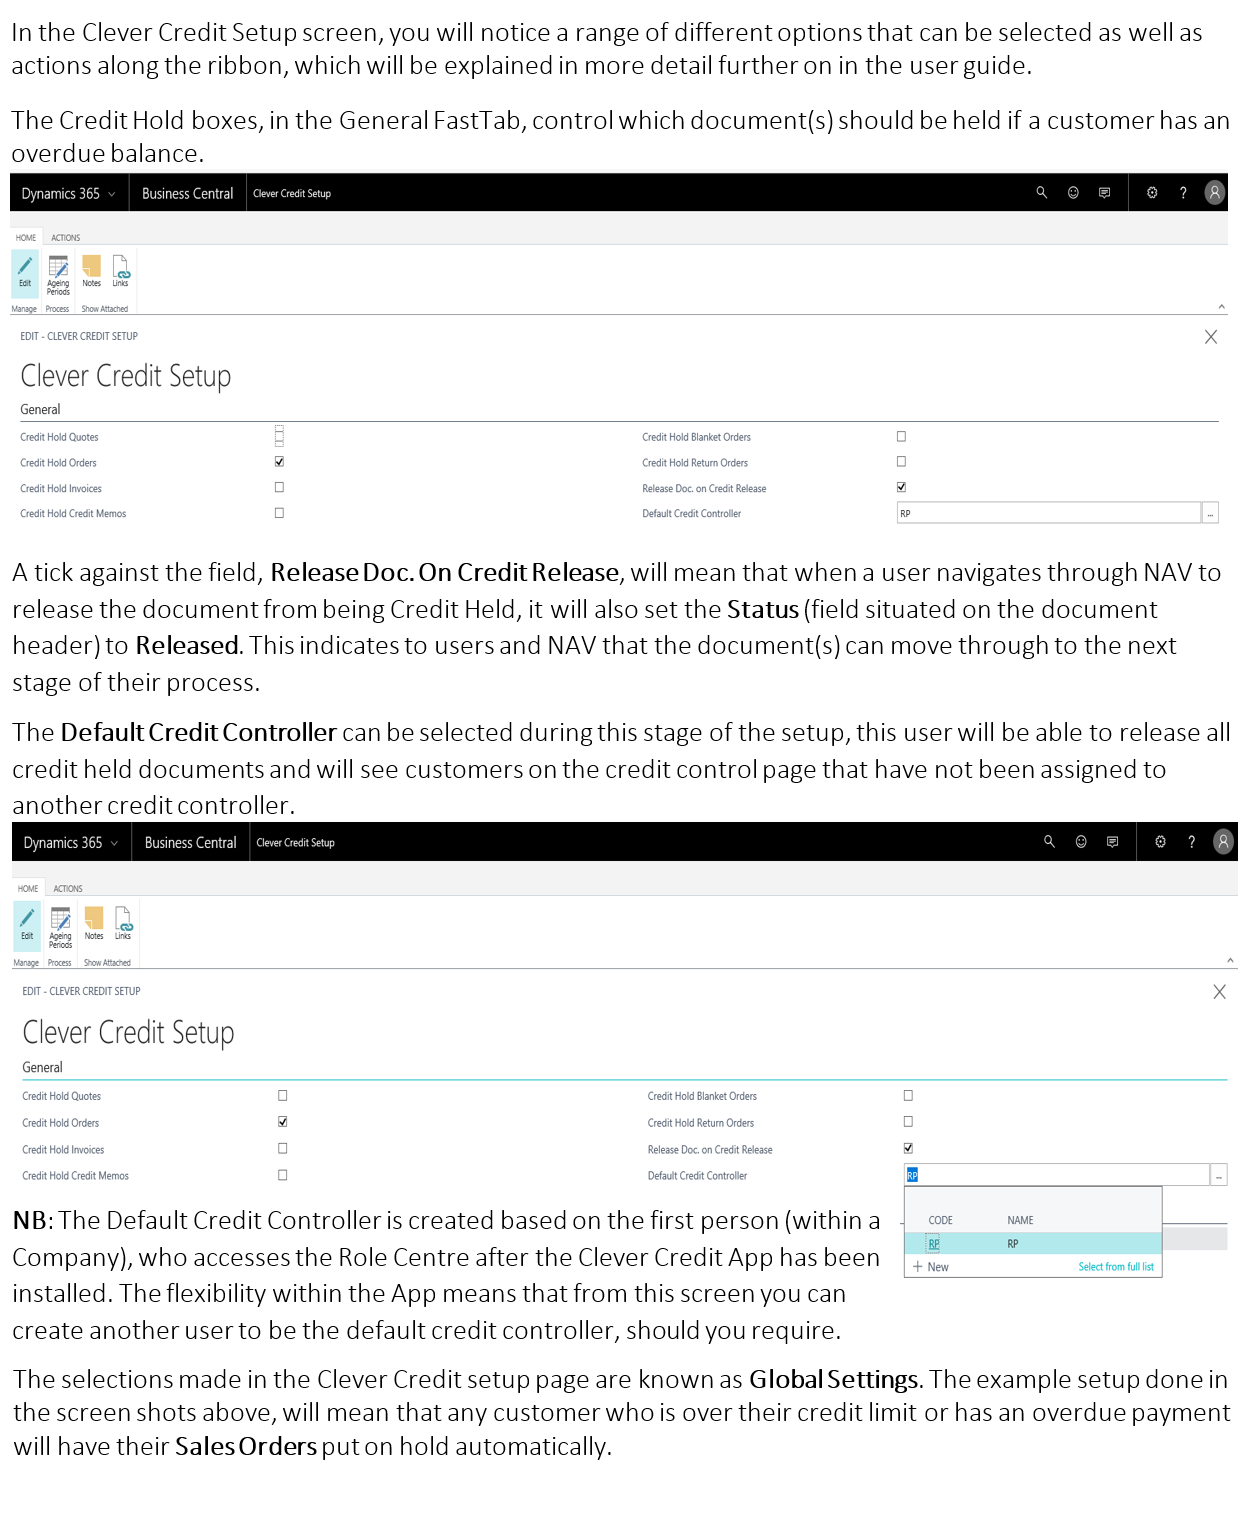 In the Clever Credit Setup screen, you will notice a range of different options that can be selected as well as
actions along the ribbon, which will be explained in more detail further on in the user guide.
The Credit Hold boxes, in the General FastTab, control which document(s) should be held if a customer has an
overdue balance.
Dynamics 365 Business Central Clever Credit Setup ?
HOME ACTIONS
Edit Ageing Periods Notes Links
Manage Process Show Attached
EDIT - CLEVER CREDIT SETUP X
Clever Credit Setup
General
Credit Hold Quotes Credit Hold Blanket Orders
Credit Hold Orders Credit Hold Return Orders
Credit Hold Invoices Release Doc. on Credit Release
Credit Hold Credit Memos Default Credit Controller RP ...
A tick against the field, Release Doc. On Credit Release, will mean that when a user navigates through NAV to
release the document from being Credit Held, it will also set the Status (field situated on the document
header) to Released. This indicates to users and NAV that the document(s) can move through to the next
stage of their process.
The Default Credit Controller can be selected during this stage of the setup, this user will be able to release all
credit held documents and will see customers on the credit control page that have not been assigned to
another credit controller.
Dynamics 365 Business Central Clever Credit Setup ?
HOME ACTIONS
Edit Ageing Periods Notes Links
Manage Process Show Attached
EDIT - CLEVER CREDIT SETUP X
Clever Credit Setup
General
Credit Hold Quotes Credit Hold Blanket Orders
Credit Hold Orders Credit Hold Return Orders
Credit Hold Invoices Release Doc. on Credit Release
Credit Hold Credit Memos Default Credit Controller RP ...
CODE NAME
RP RP
+ New Select from full list
NB: The Default Credit Controller is created based on the first person (within a
Company), who accesses the Role Centre after the Clever Credit App has been
installed. The flexibility within the App means that from this screen you can
create another user to be the default credit controller, should you require.
The selections made in the Clever Credit setup page are known as Global Settings. The example setup done in
the screen shots above, will mean that any customer who is over their credit limit or has an overdue payment
will have their Sales Orders put on hold automatically.